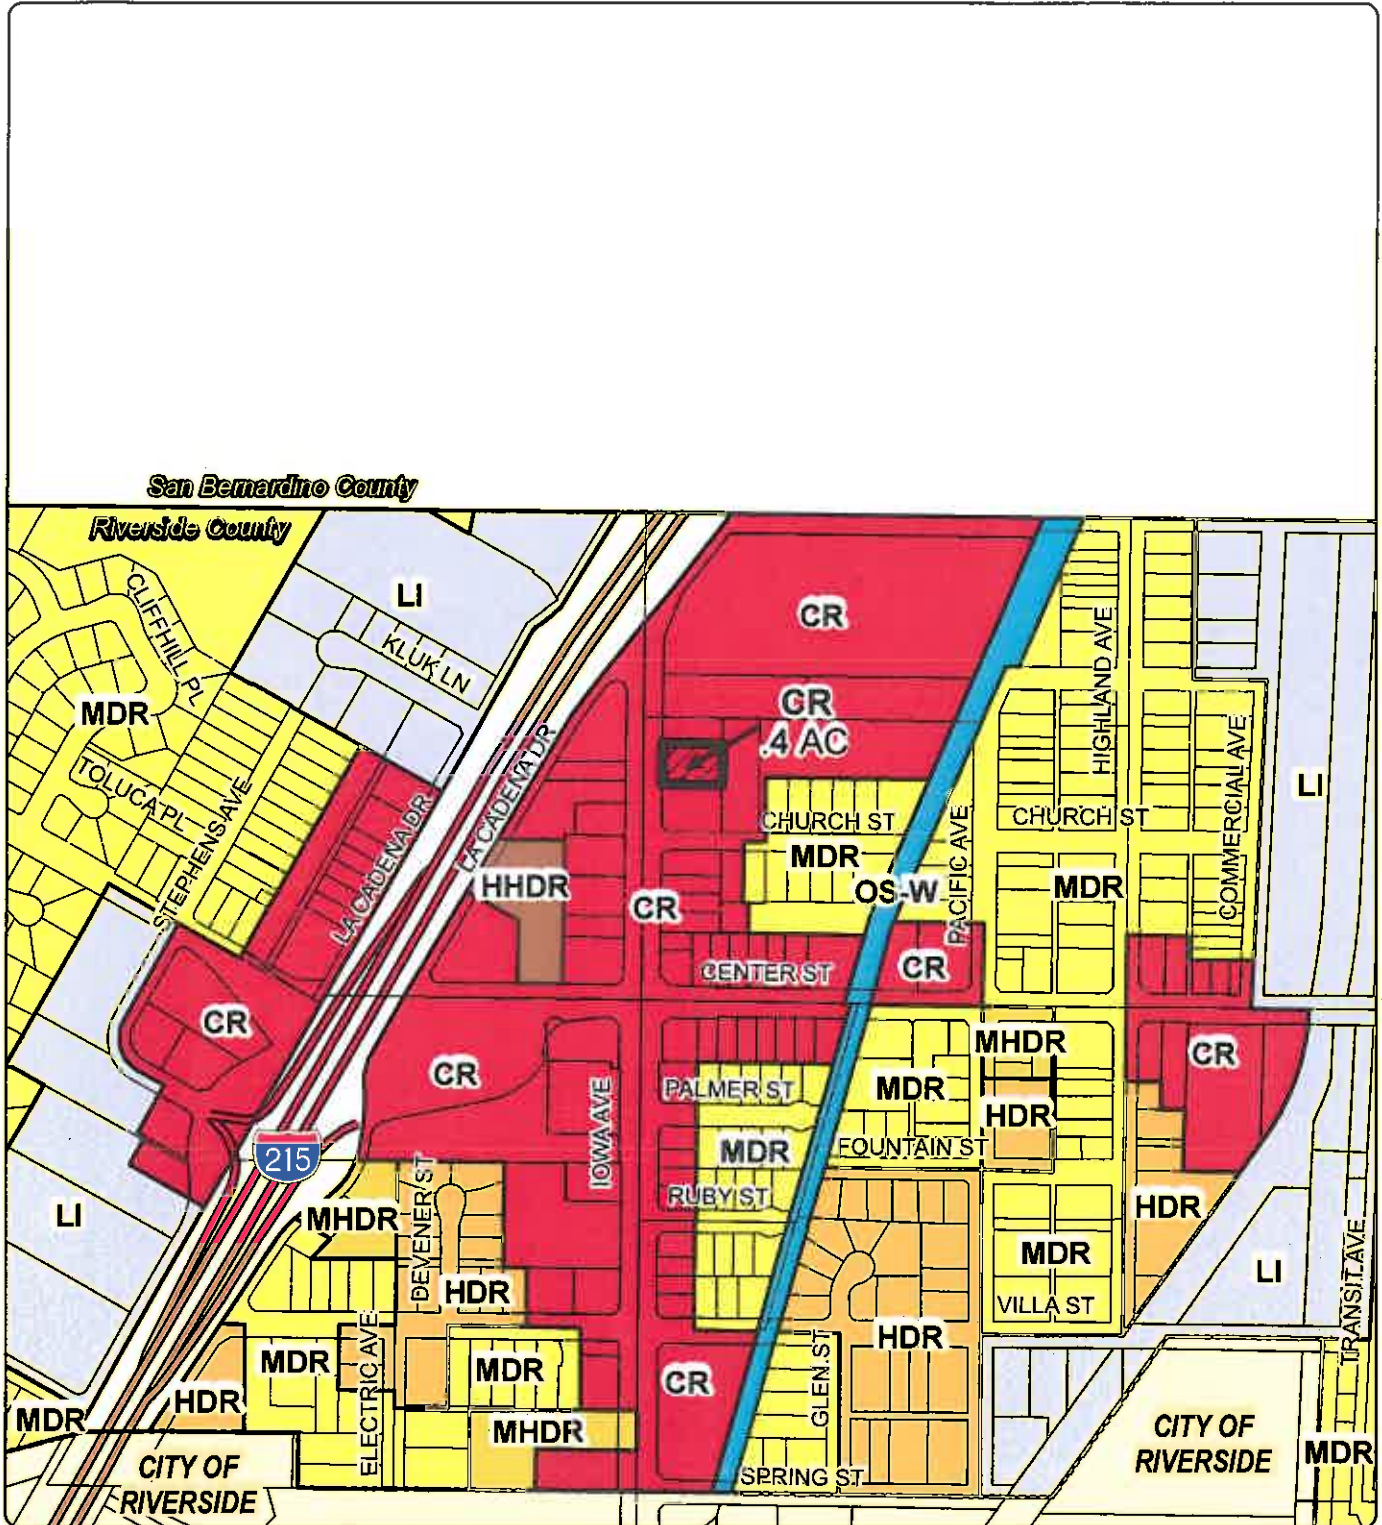 San Bernardino County
Riverside County
CLIFFHILL PL
LI
KLUK LN
MDR
TOLUCA PL
STEPHENS AVE
LA CADENA DR
LA CADENA DR
CR
CR
.4 AC
HIGHLAND AVE
COMMERCIAL AVE
LI
CHURCH ST
CHURCH ST
MDR
HHDR
OS-W
PACIFIC AVE
MDR
CR
CENTER ST
CR
CR
MHDR
CR
CR
PALMER ST
MDR
HDR
IOWA AVE
FOUNTAIN ST
MDR
215
RUBY ST
LI
MHDR
DEVENER ST
HDR
MDR
HDR
LI
VILLA ST
TRANSIT AVE
ELECTRIC AVE
MDR
MDR
HDR
GLEN ST
CR
HDR
MDR
MHDR
CITY OF
RIVERSIDE
MDR
CITY OF
RIVERSIDE
SPRING ST